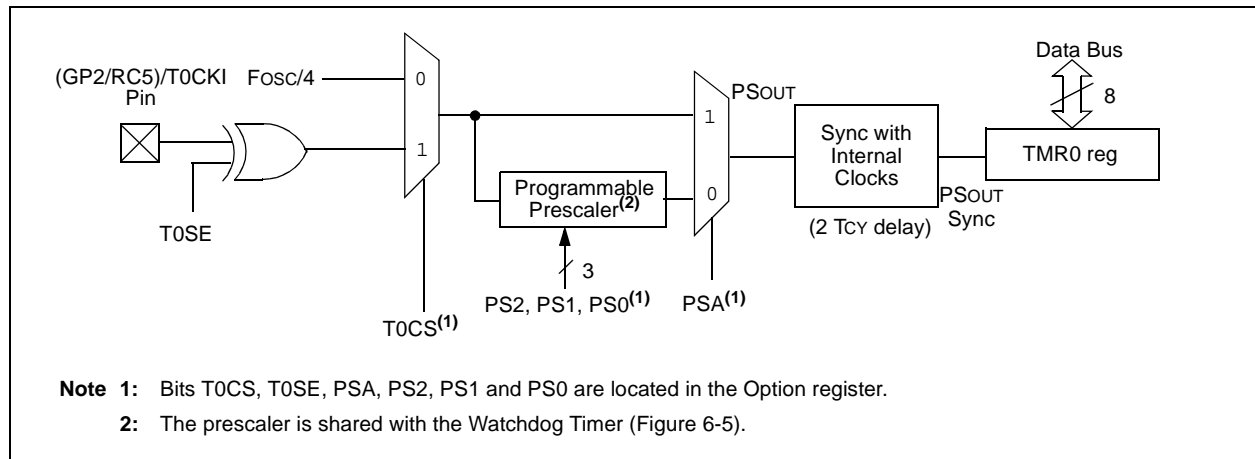 Data Bus
(GP2/RC5)/T0CKI
Pin
FOSC/4
0
1
T0SE
T0CS(1)
Programmable
Prescaler(2)
3
PS2, PS1, PS0(1)
1
0
PSA(1)
PSOUT
Sync with
Internal
Clocks
(2 TCY delay)
PSOUT
Sync
8
TMR0 reg
Note 1: Bits T0CS, T0SE, PSA, PS2, PS1 and PS0 are located in the Option register.
2: The prescaler is shared with the Watchdog Timer (Figure 6-5).